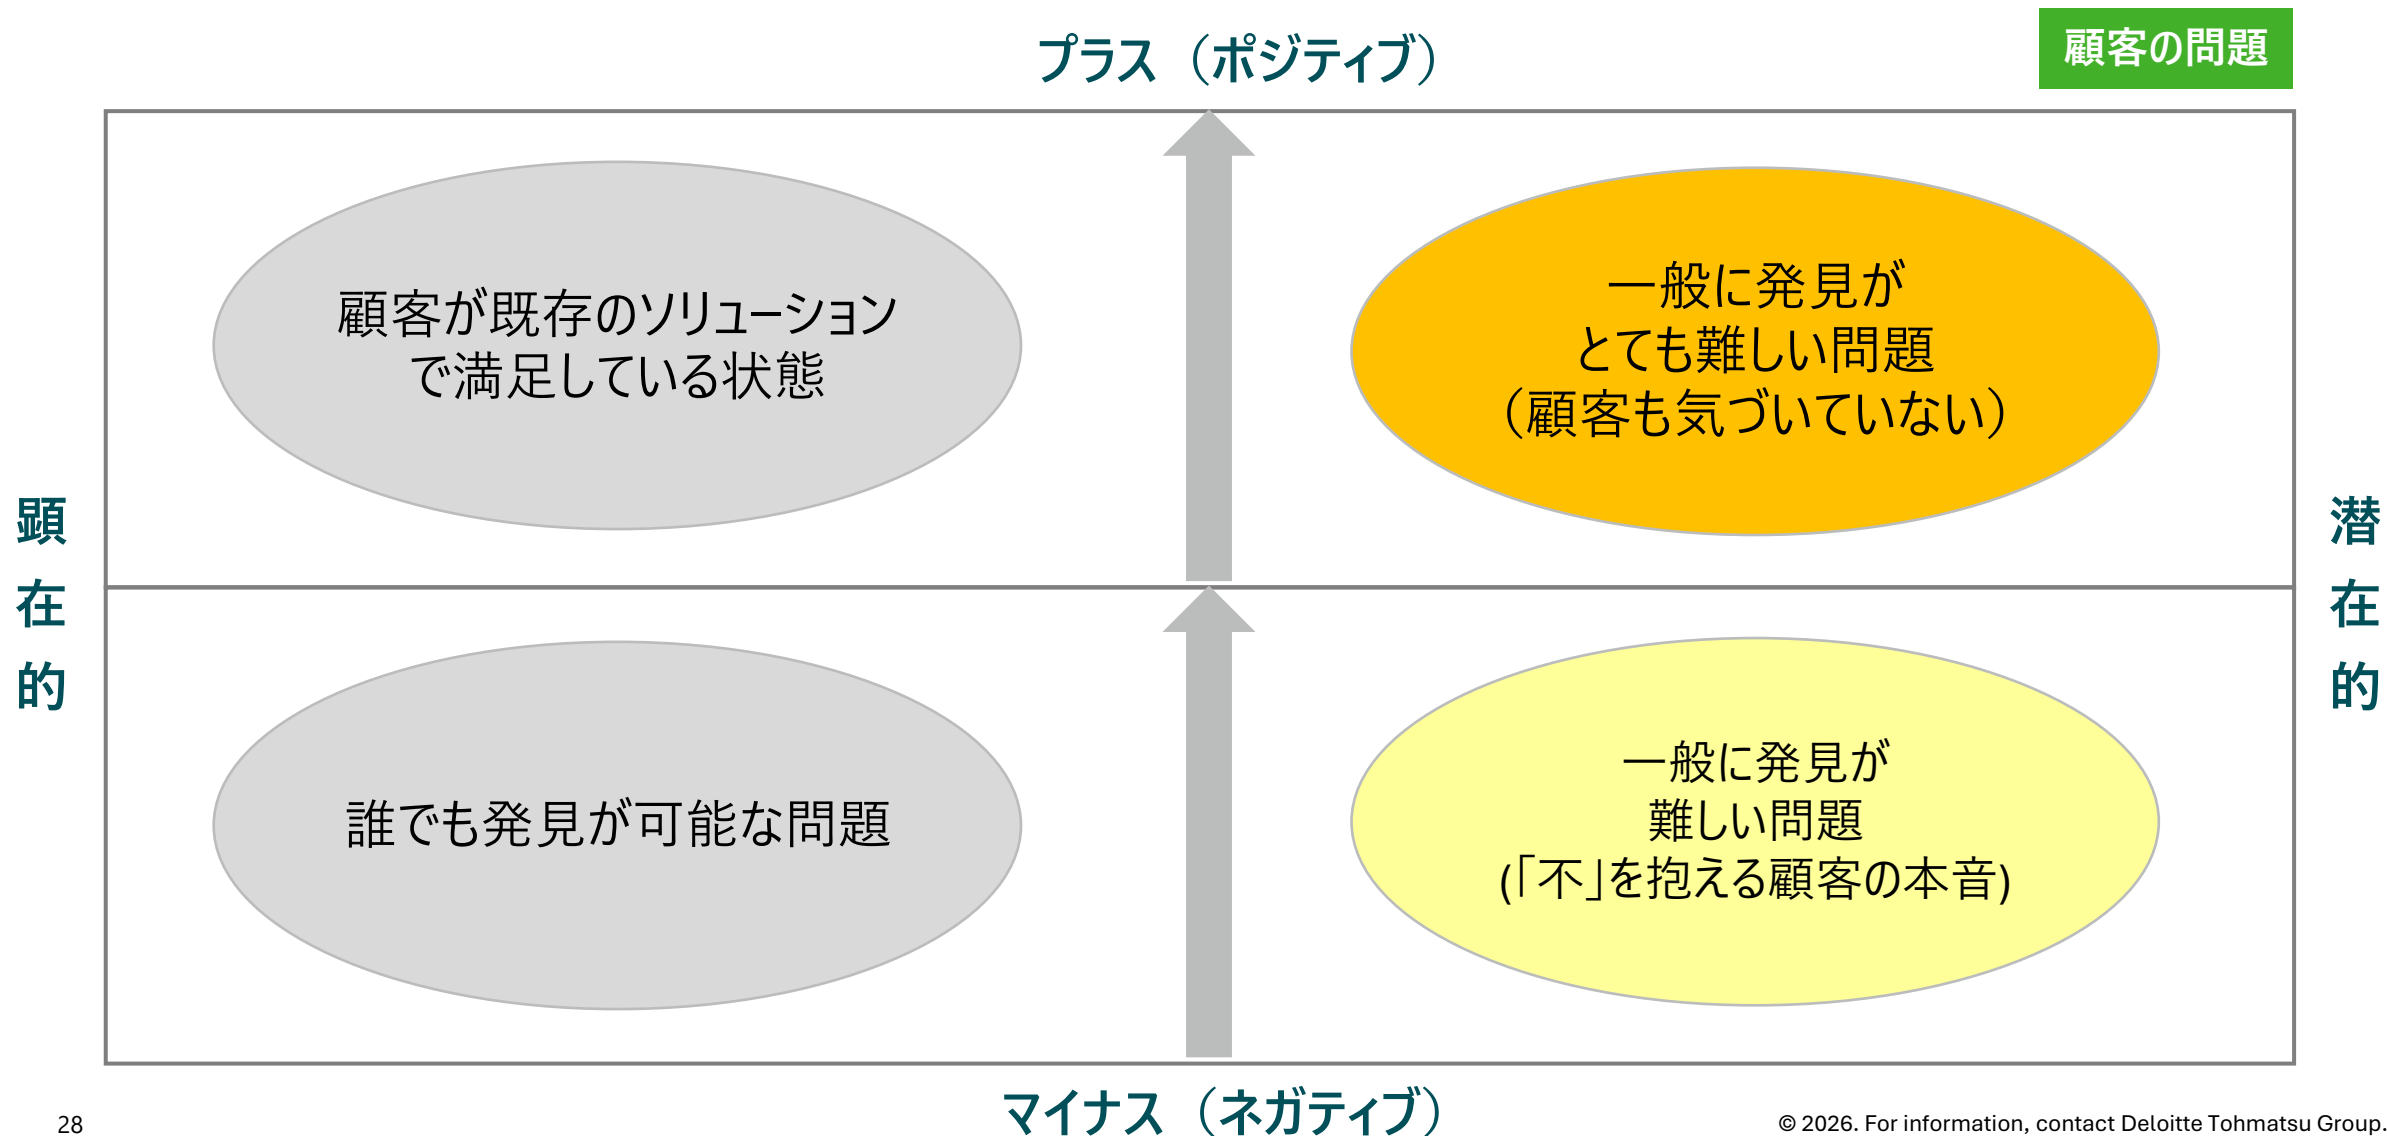 プラス（ポジティブ）
顧客の問題
顧客が既存のソリューション
で満足している状態
一般に発見が
とても難しい問題
（顧客も気づいていない）
顕在的
潜在的
誰でも発見が可能な問題
一般に発見が
難しい問題
(｢不｣を抱える顧客の本音)
マイナス（ネガティブ）
28
© 2026. For information, contact Deloitte Tohmatsu Group.